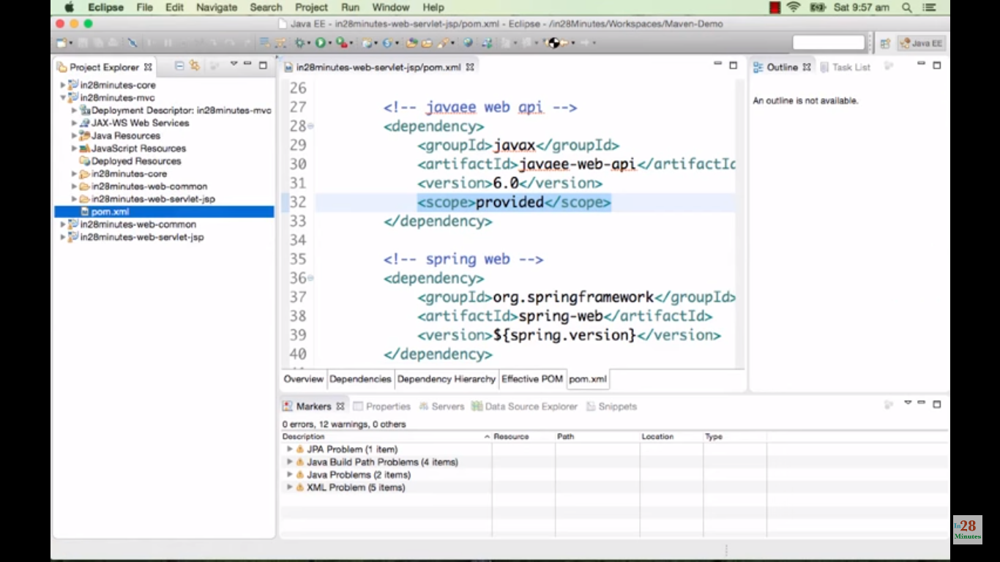 Eclipse File Edit Navigate Search Project Run Window Help Sat 9:57 am
Java EE - in28minutes-web-servlet-jsp/pom.xml - Eclipse - /in28Minutes/Workspaces/Maven-Demo
Java EE
Project Explorer
in28minutes-core
in28minutes-mvc
Deployment Descriptor: in28minutes-mvc
JAX-WS Web Services
Java Resources
JavaScript Resources
Deployed Resources
in28minutes-core
in28minutes-web-common
in28minutes-web-servlet-jsp
pom.xml
in28minutes-web-common
in28minutes-web-servlet-jsp
in28minutes-web-servlet-jsp/pom.xml
26
27 <!-- javaee web api -->
28 <dependency>
29 <groupId>javax</groupId>
30 <artifactId>javaee-web-api</artifactId
31 <version>6.0</version>
32 <scope>provided</scope>
33 </dependency>
34
35 <!-- spring web -->
36 <dependency>
37 <groupId>org.springframework</groupId>
38 <artifactId>spring-web</artifactId>
39 <version>${spring.version}</version>
40 </dependency>
Overview Dependencies Dependency Hierarchy Effective POM pom.xml
Outline Task List
An outline is not available.
Markers Properties Servers Data Source Explorer Snippets
0 errors, 12 warnings, 0 others
Description Resource Path Location Type
JPA Problem (1 item)
Java Build Path Problems (4 items)
Java Problems (2 items)
XML Problem (5 items)
In 28
Minutes